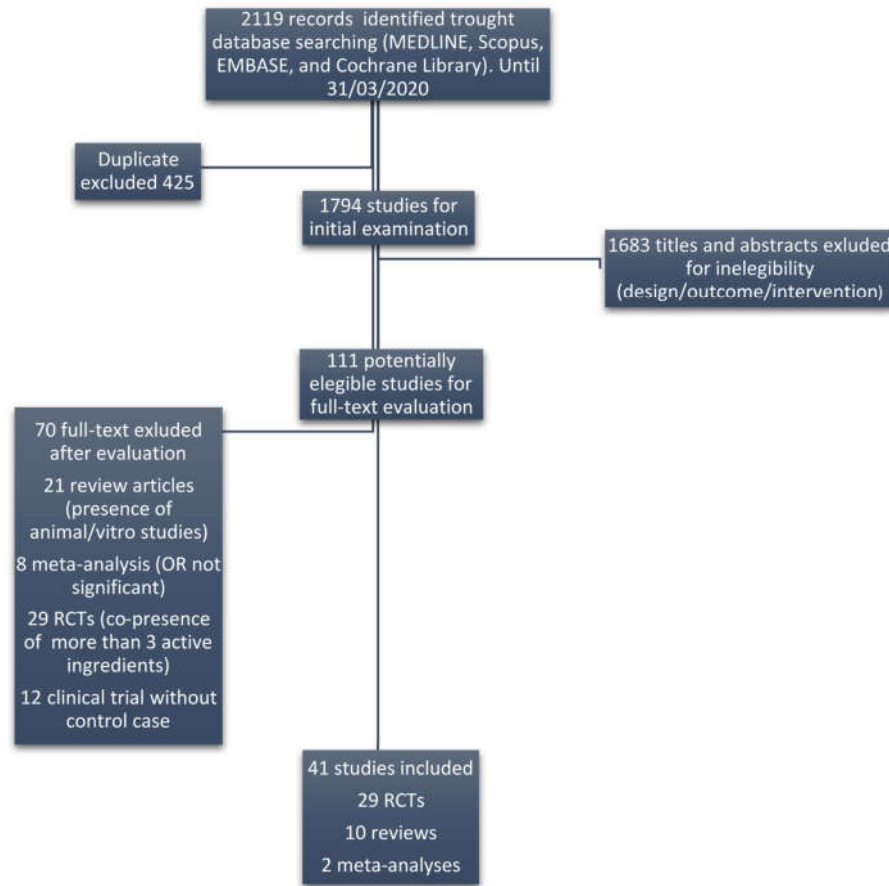 2119 records identified trought
database searching (MEDLINE, Scopus,
EMBASE, and Cochrane Library). Until
31/03/2020
Duplicate
excluded 425
1794 studies for
initial examination
1683 titles and abstracts exluded
for inelegibility
(design/outcome/intervention)
111 potentially
elegible studies for
full-text evaluation
70 full-text exluded
after evaluation
21 review articles
(presence of
animal/vitro studies)
8 meta-analysis (OR not
significant)
29 RCTs (co-presence
of more than 3 active
ingredients)
12 clinical trial without
control case
41 studies included
29 RCTs
10 reviews
2 meta-analyses